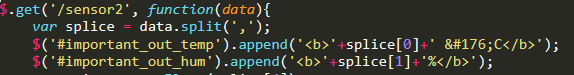 $.get('/sensor2', function(data){
var splice = data.split(',');
$('#important_out_temp').append('<b>'+splice[0]+' &#176;C</b>');
$('#important_out_hum').append('<b>'+splice[1]+'%</b>');